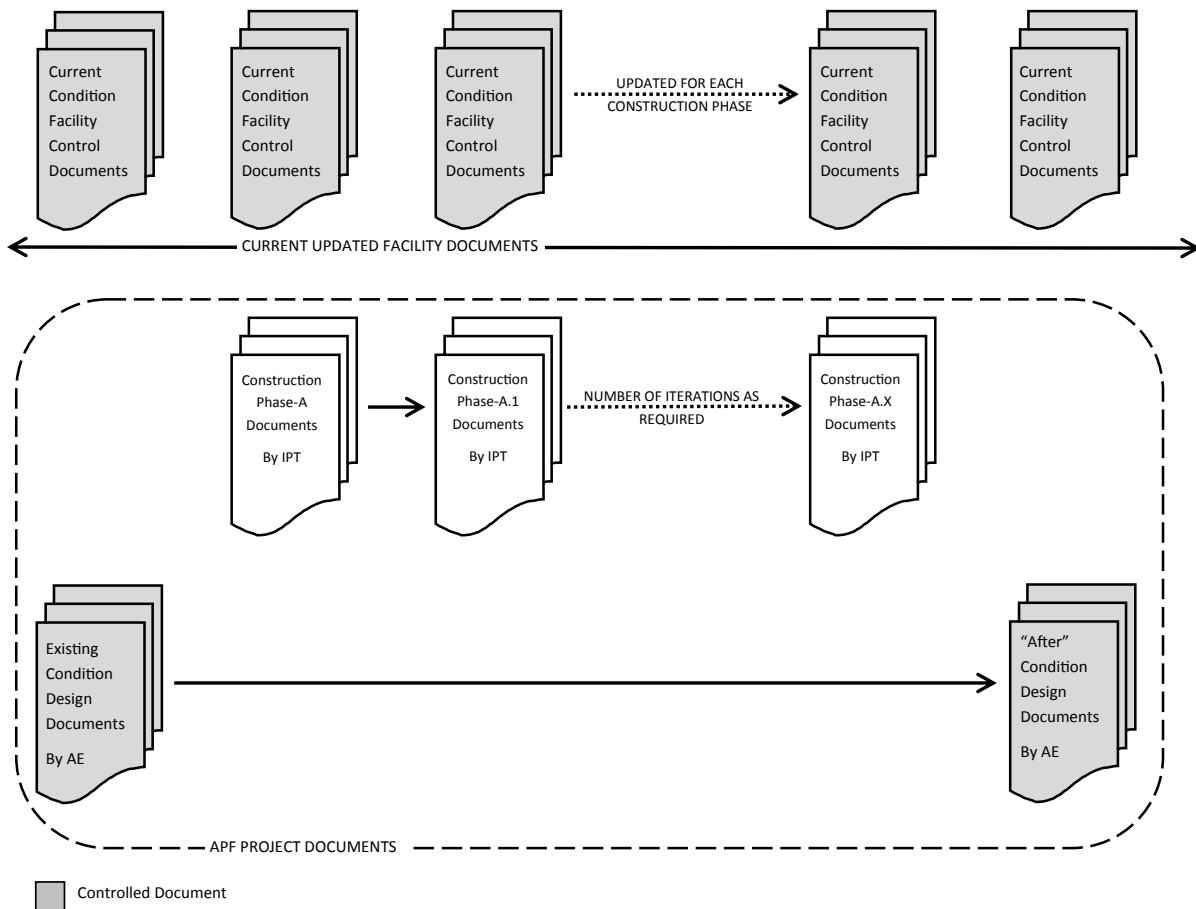 Current
Condition
Facility
Control
Documents
Current
Condition
Facility
Control
Documents
Current
Condition
Facility
Control
Documents
UPDATED FOR EACH
CONSTRUCTION PHASE
Current
Condition
Facility
Control
Documents
Current
Condition
Facility
Control
Documents
CURRENT UPDATED FACILITY DOCUMENTS
Construction
Phase-A
Documents
By IPT
Construction
Phase-A.1
Documents
By IPT
NUMBER OF ITERATIONS AS
REQUIRED
Construction
Phase-A.X
Documents
By IPT
Existing
Condition
Design
Documents
By AE
“After”
Condition
Design
Documents
By AE
APF PROJECT DOCUMENTS
Controlled Document